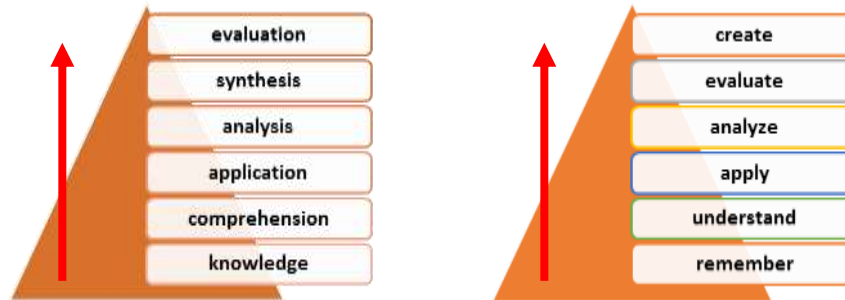 evaluation
synthesis
analysis
application
comprehension
knowledge
create
evaluate
analyze
apply
understand
remember